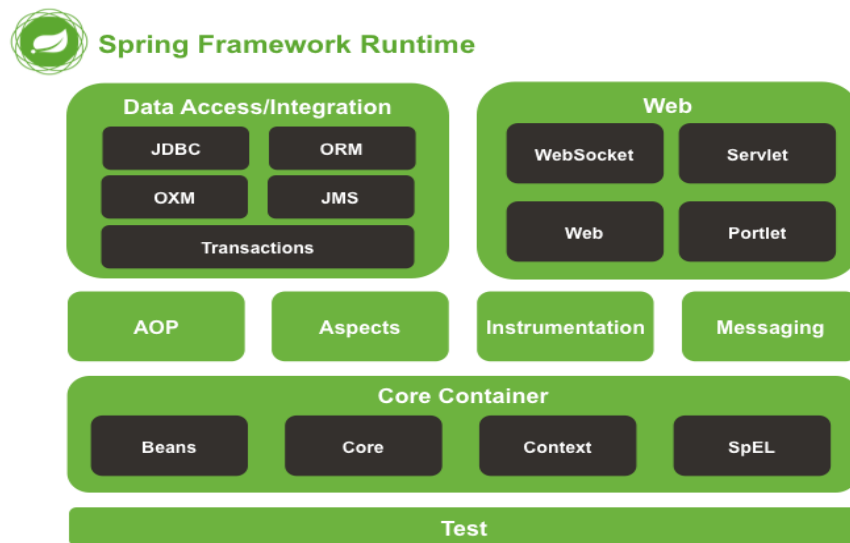 Spring Framework Runtime
Data Access/Integration
JDBC
ORM
OXM
JMS
Transactions
Web
WebSocket
Servlet
Web
Portlet
AOP
Aspects
Instrumentation
Messaging
Core Container
Beans
Core
Context
SpEL
Test